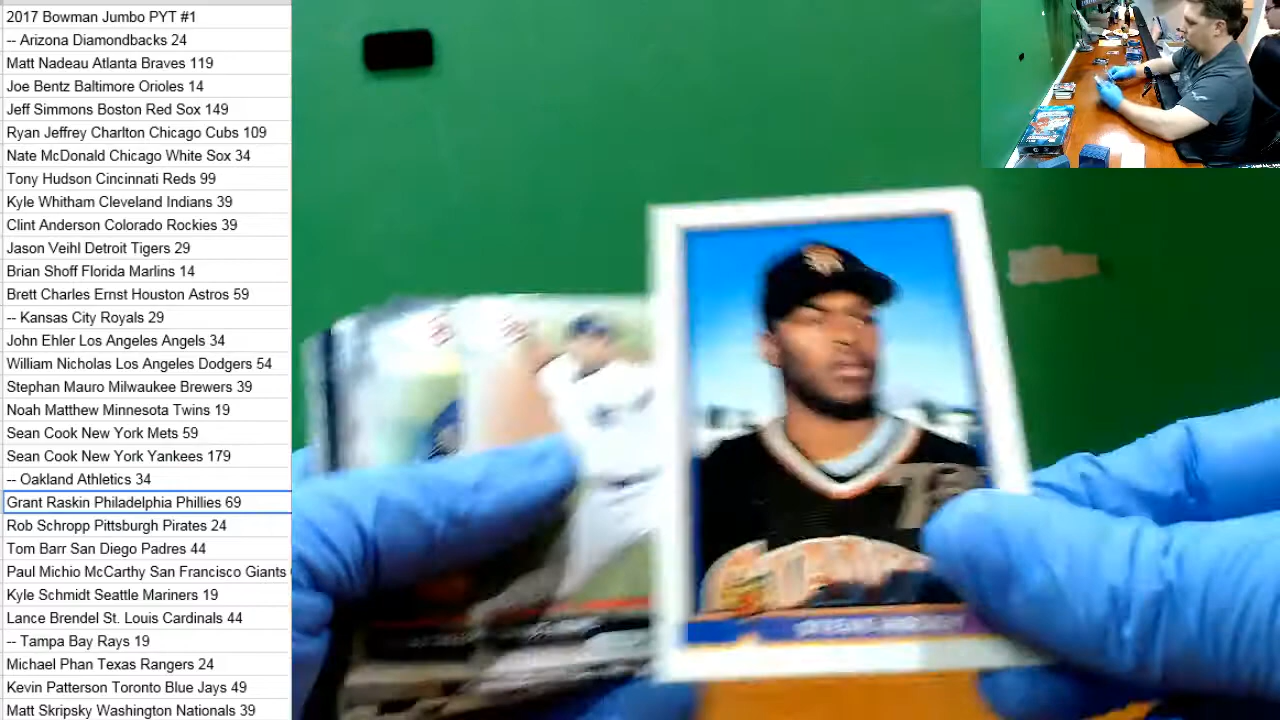 2017 Bowman Jumbo PYT #1
-- Arizona Diamondbacks 24
Matt Nadeau Atlanta Braves 119
Joe Bentz Baltimore Orioles 14
Jeff Simmons Boston Red Sox 149
Ryan Jeffrey Charlton Chicago Cubs 109
Nate McDonald Chicago White Sox 34
Tony Hudson Cincinnati Reds 99
Kyle Whitham Cleveland Indians 39
Clint Anderson Colorado Rockies 39
Jason Veihl Detroit Tigers 29
Brian Shoff Florida Marlins 14
Brett Charles Ernst Houston Astros 59
-- Kansas City Royals 29
John Ehler Los Angeles Angels 34
William Nicholas Los Angeles Dodgers 54
Stephan Mauro Milwaukee Brewers 39
Noah Matthew Minnesota Twins 19
Sean Cook New York Mets 59
Sean Cook New York Yankees 179
-- Oakland Athletics 34
Grant Raskin Philadelphia Phillies 69
Rob Schropp Pittsburgh Pirates 24
Tom Barr San Diego Padres 44
Paul Michio McCarthy San Francisco Giants
Kyle Schmidt Seattle Mariners 19
Lance Brendel St. Louis Cardinals 44
-- Tampa Bay Rays 19
Michael Phan Texas Rangers 24
Kevin Patterson Toronto Blue Jays 49
Matt Skripsky Washington Nationals 39